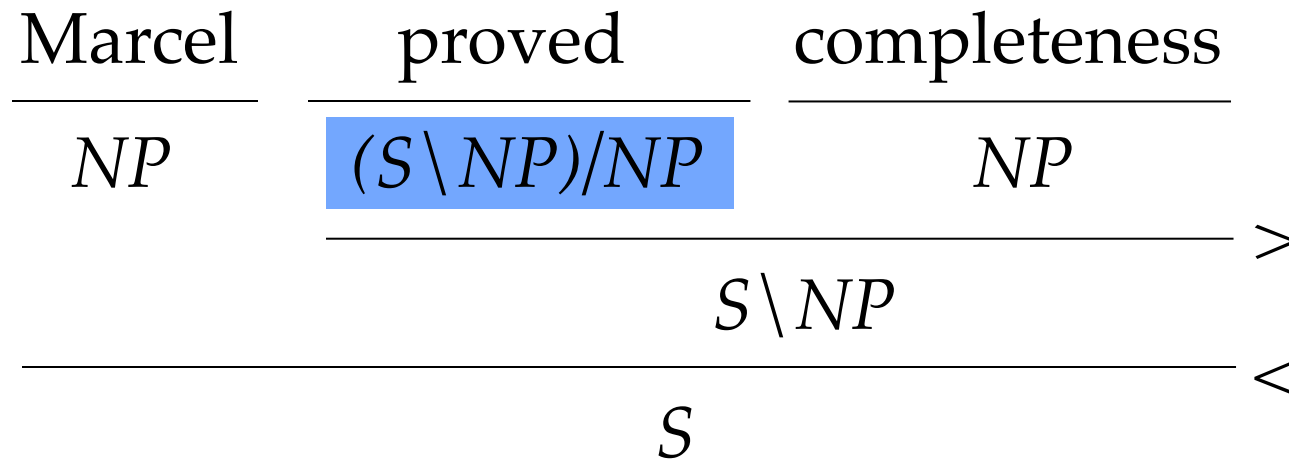 Marcel proved completeness
NP (S\NP)/NP NP
>
S\NP
<
S